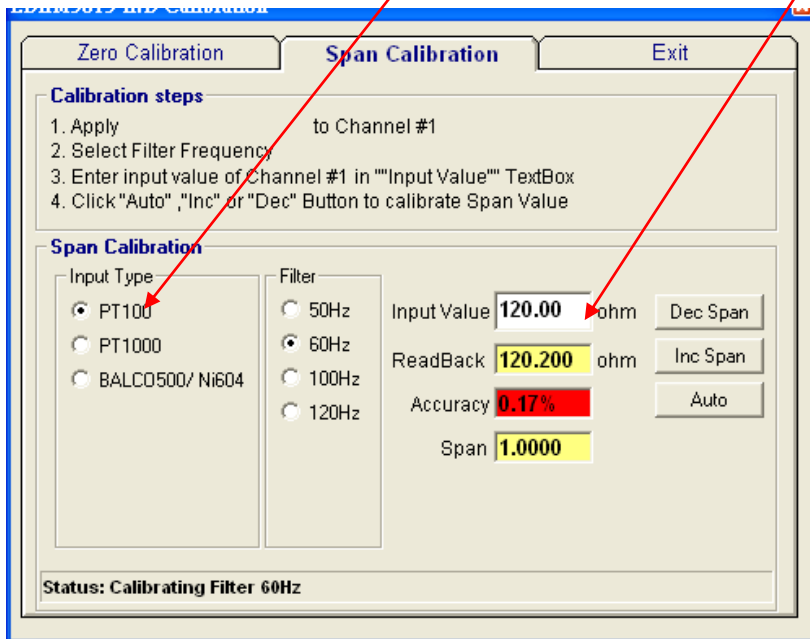 Calibration
Zero Calibration Span Calibration Exit
Calibration steps
1. Apply to Channel #1
2. Select Filter Frequency
3. Enter input value of Channel #1 in ""Input Value"" TextBox
4. Click "Auto" ,"Inc" or "Dec" Button to calibrate Span Value
Span Calibration
Input Type
PT100
PT1000
BALCO500/ Ni604
Filter
50Hz
60Hz
100Hz
120Hz
Input Value 120.00 ohm
ReadBack 120.200 ohm
Accuracy 0.17%
Span 1.0000
Dec Span
Inc Span
Auto
Status: Calibrating Filter 60Hz